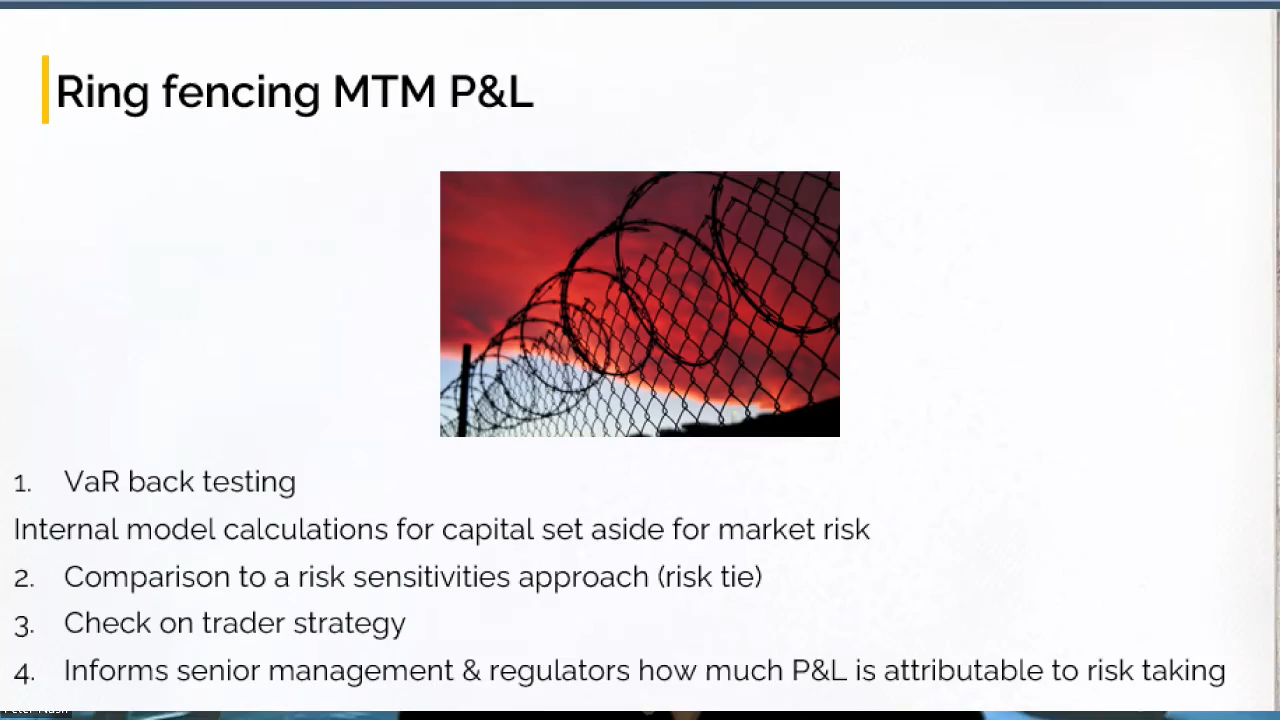 Ring fencing MTM P&L
1. VaR back testing
Internal model calculations for capital set aside for market risk
2. Comparison to a risk sensitivities approach (risk tie)
3. Check on trader strategy
4. Informs senior management & regulators how much P&L is attributable to risk taking